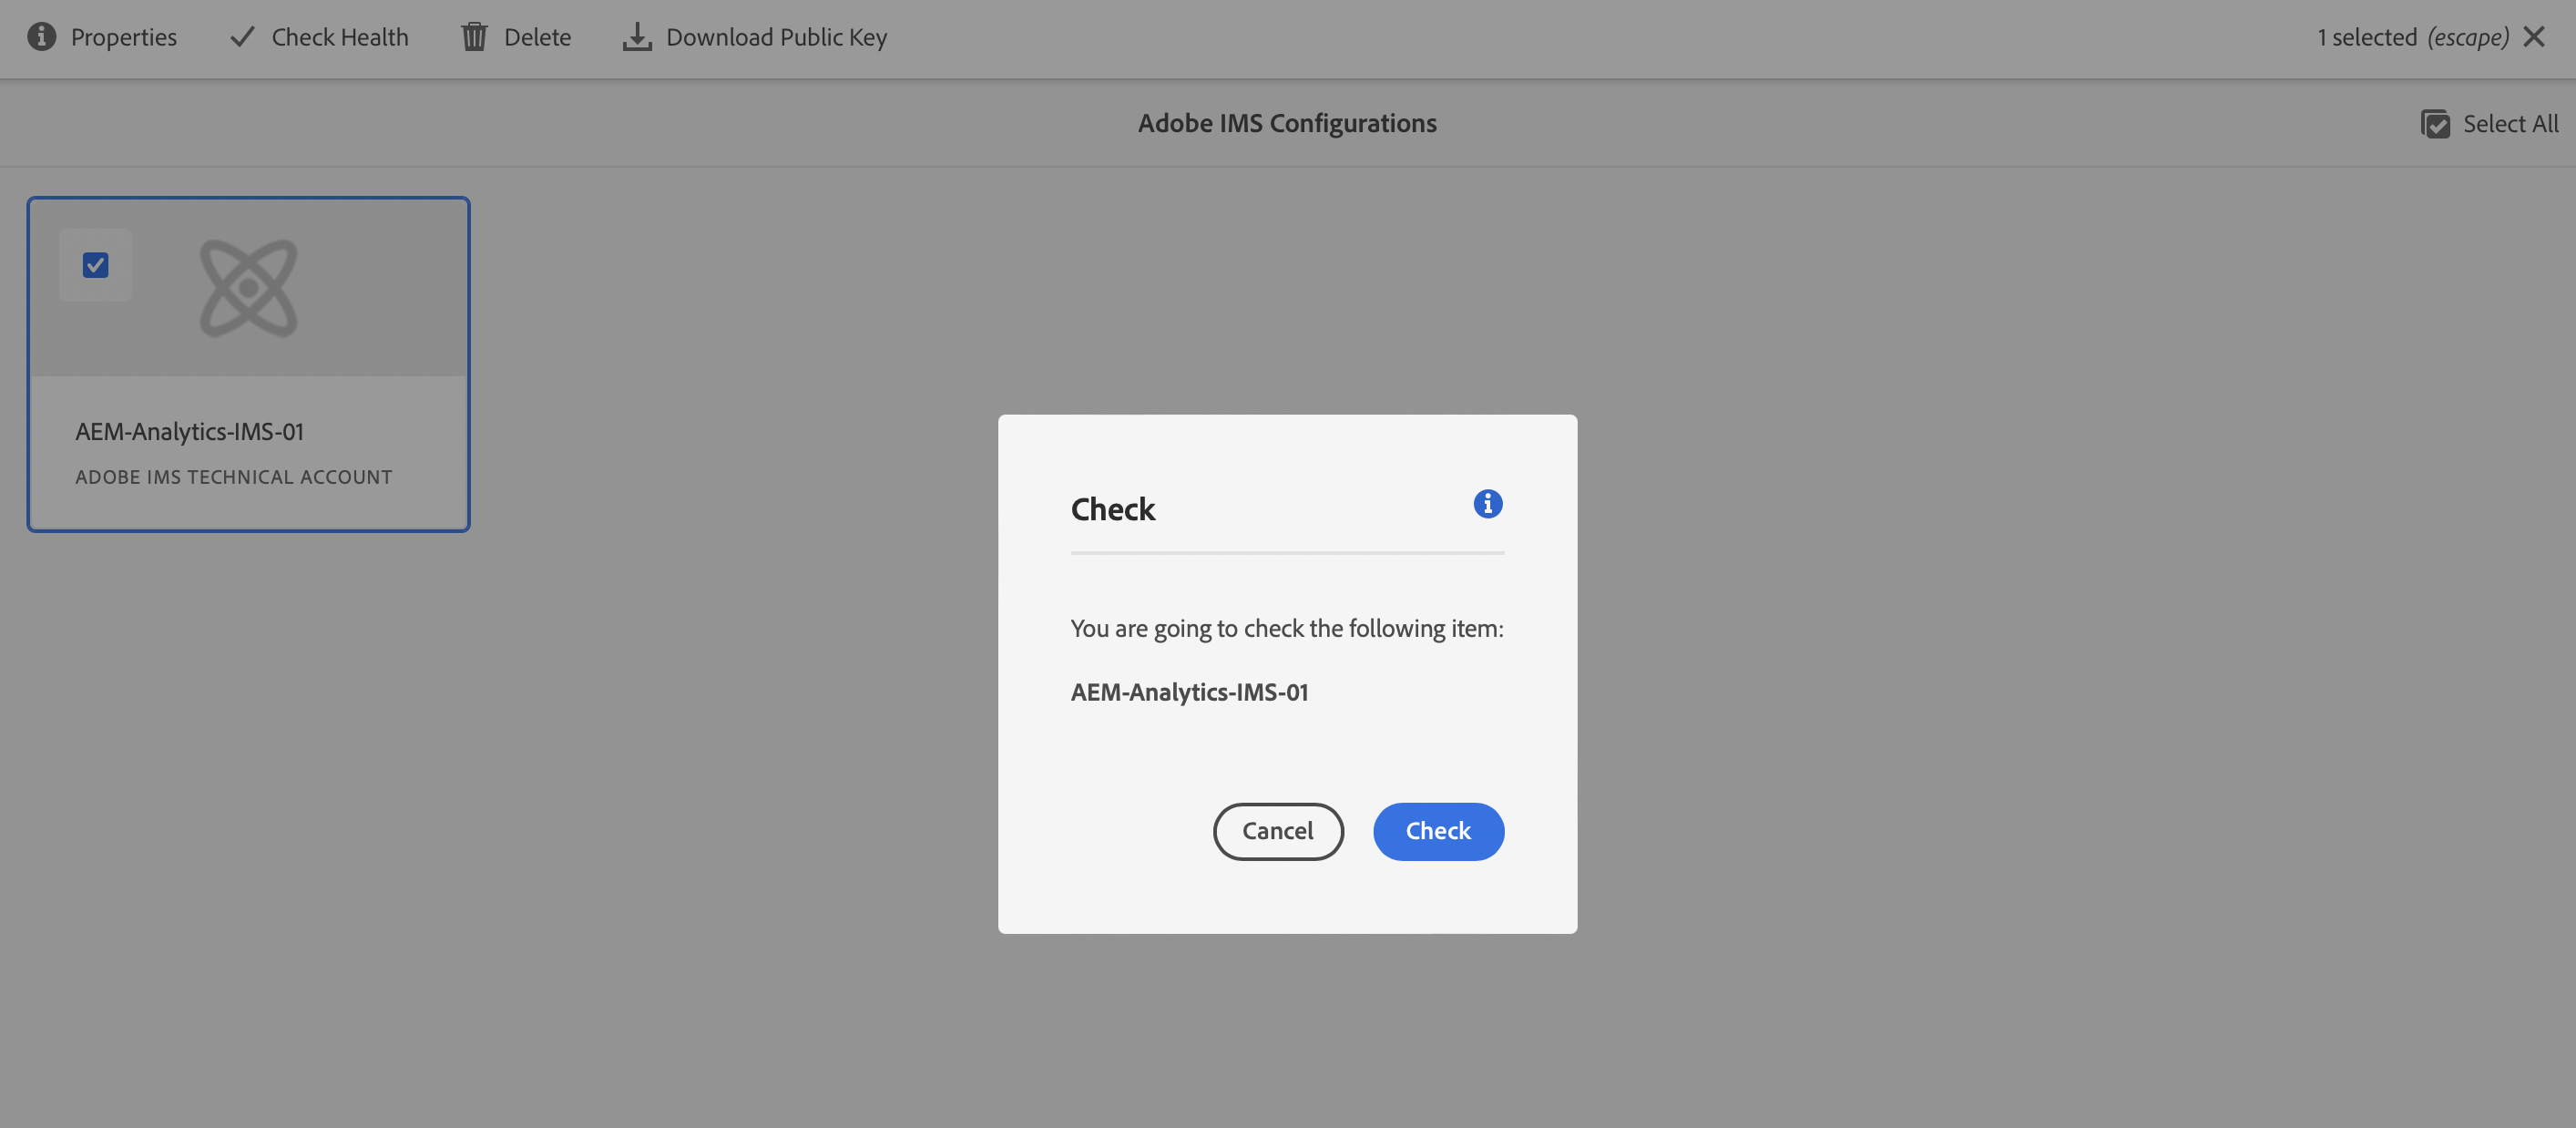 Properties Check Health Delete Download Public Key 1 selected (escape)
Adobe IMS Configurations Select All
AEM-Analytics-IMS-01
ADOBE IMS TECHNICAL ACCOUNT
Check
You are going to check the following item:
AEM-Analytics-IMS-01
Cancel Check